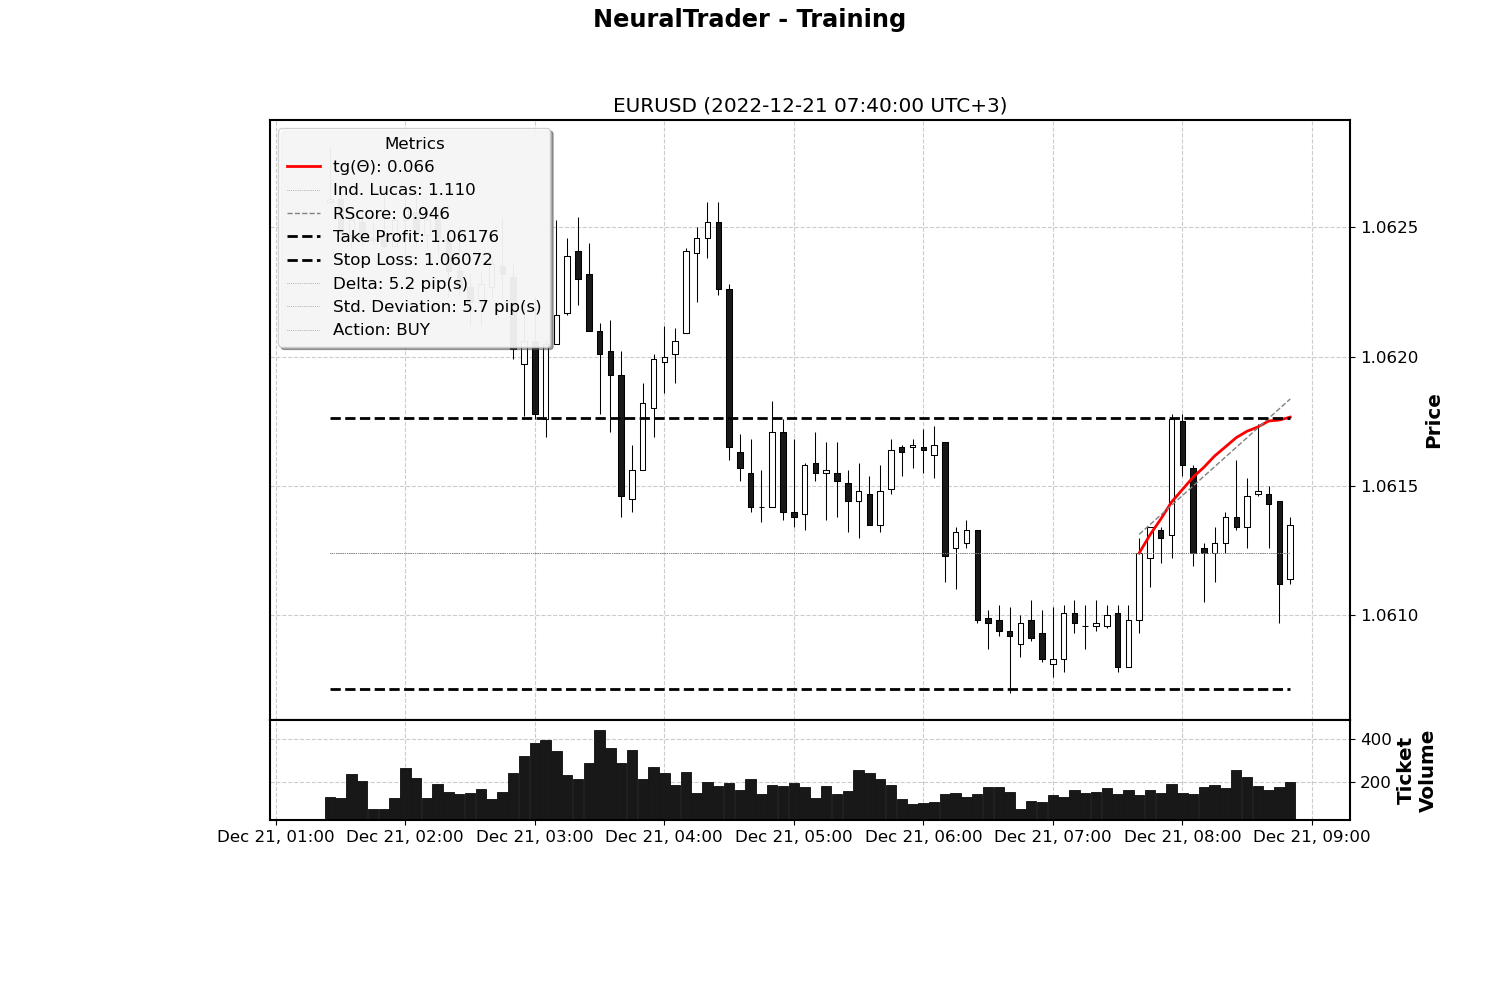 NeuralTrader - Training
EURUSD (2022-12-21 07:40:00 UTC+3)
Metrics
tg(Θ): 0.066
Ind. Lucas: 1.110
RScore: 0.946
Take Profit: 1.06176
Stop Loss: 1.06072
Delta: 5.2 pip(s)
Std. Deviation: 5.7 pip(s)
Action: BUY
1.0625
1.0620
1.0615
1.0610
Price
400
200
Ticket
Volume
Dec 21, 01:00
Dec 21, 02:00
Dec 21, 03:00
Dec 21, 04:00
Dec 21, 05:00
Dec 21, 06:00
Dec 21, 07:00
Dec 21, 08:00
Dec 21, 09:00